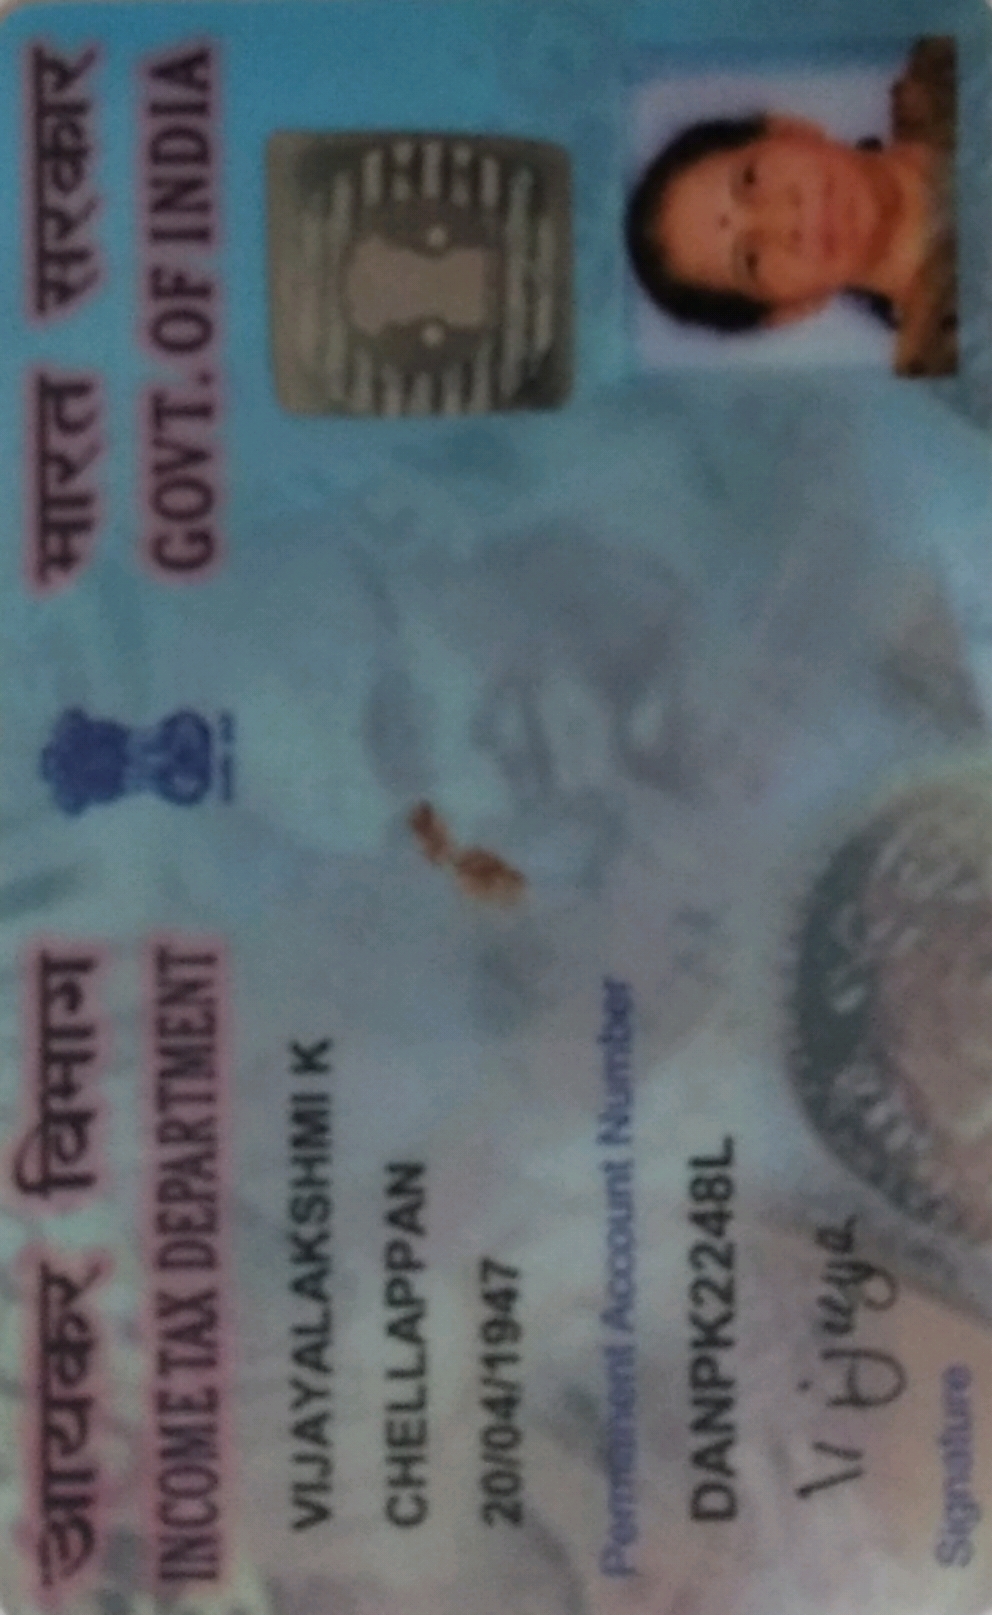 आयकर विभाग
INCOME TAX DEPARTMENT
भारत सरकार
GOVT. OF INDIA
VIJAYALAKSHMI K
CHELLAPPAN
20/04/1947
Permanent Account Number
DANPK2248L
Vijaya
Signature